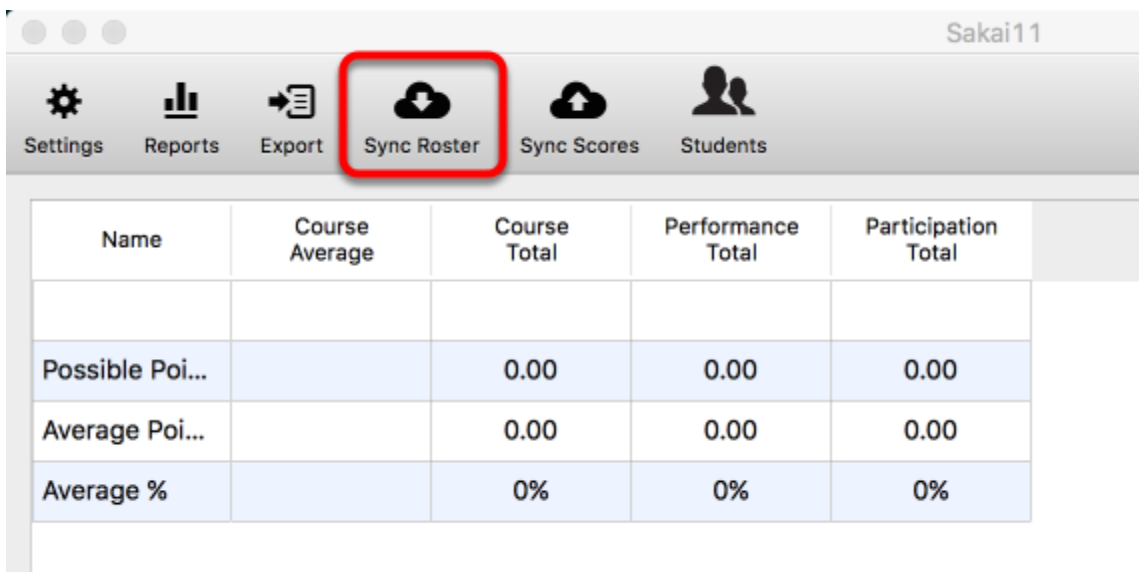 Sakai11
Settings Reports Export Sync Roster Sync Scores Students
Name Course Average Course Total Performance Total Participation Total
Possible Poi... 0.00 0.00 0.00
Average Poi... 0.00 0.00 0.00
Average % 0% 0% 0%